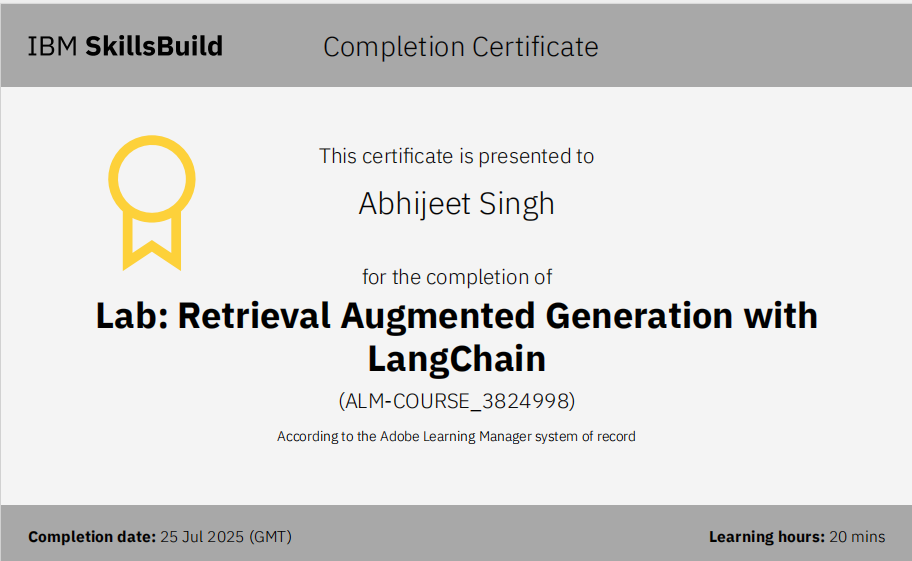 IBM SkillsBuild
Completion Certificate
This certificate is presented to
Abhijeet Singh
for the completion of
Lab: Retrieval Augmented Generation with
LangChain
(ALM-COURSE_3824998)
According to the Adobe Learning Manager system of record
Completion date: 25 Jul 2025 (GMT)
Learning hours: 20 mins